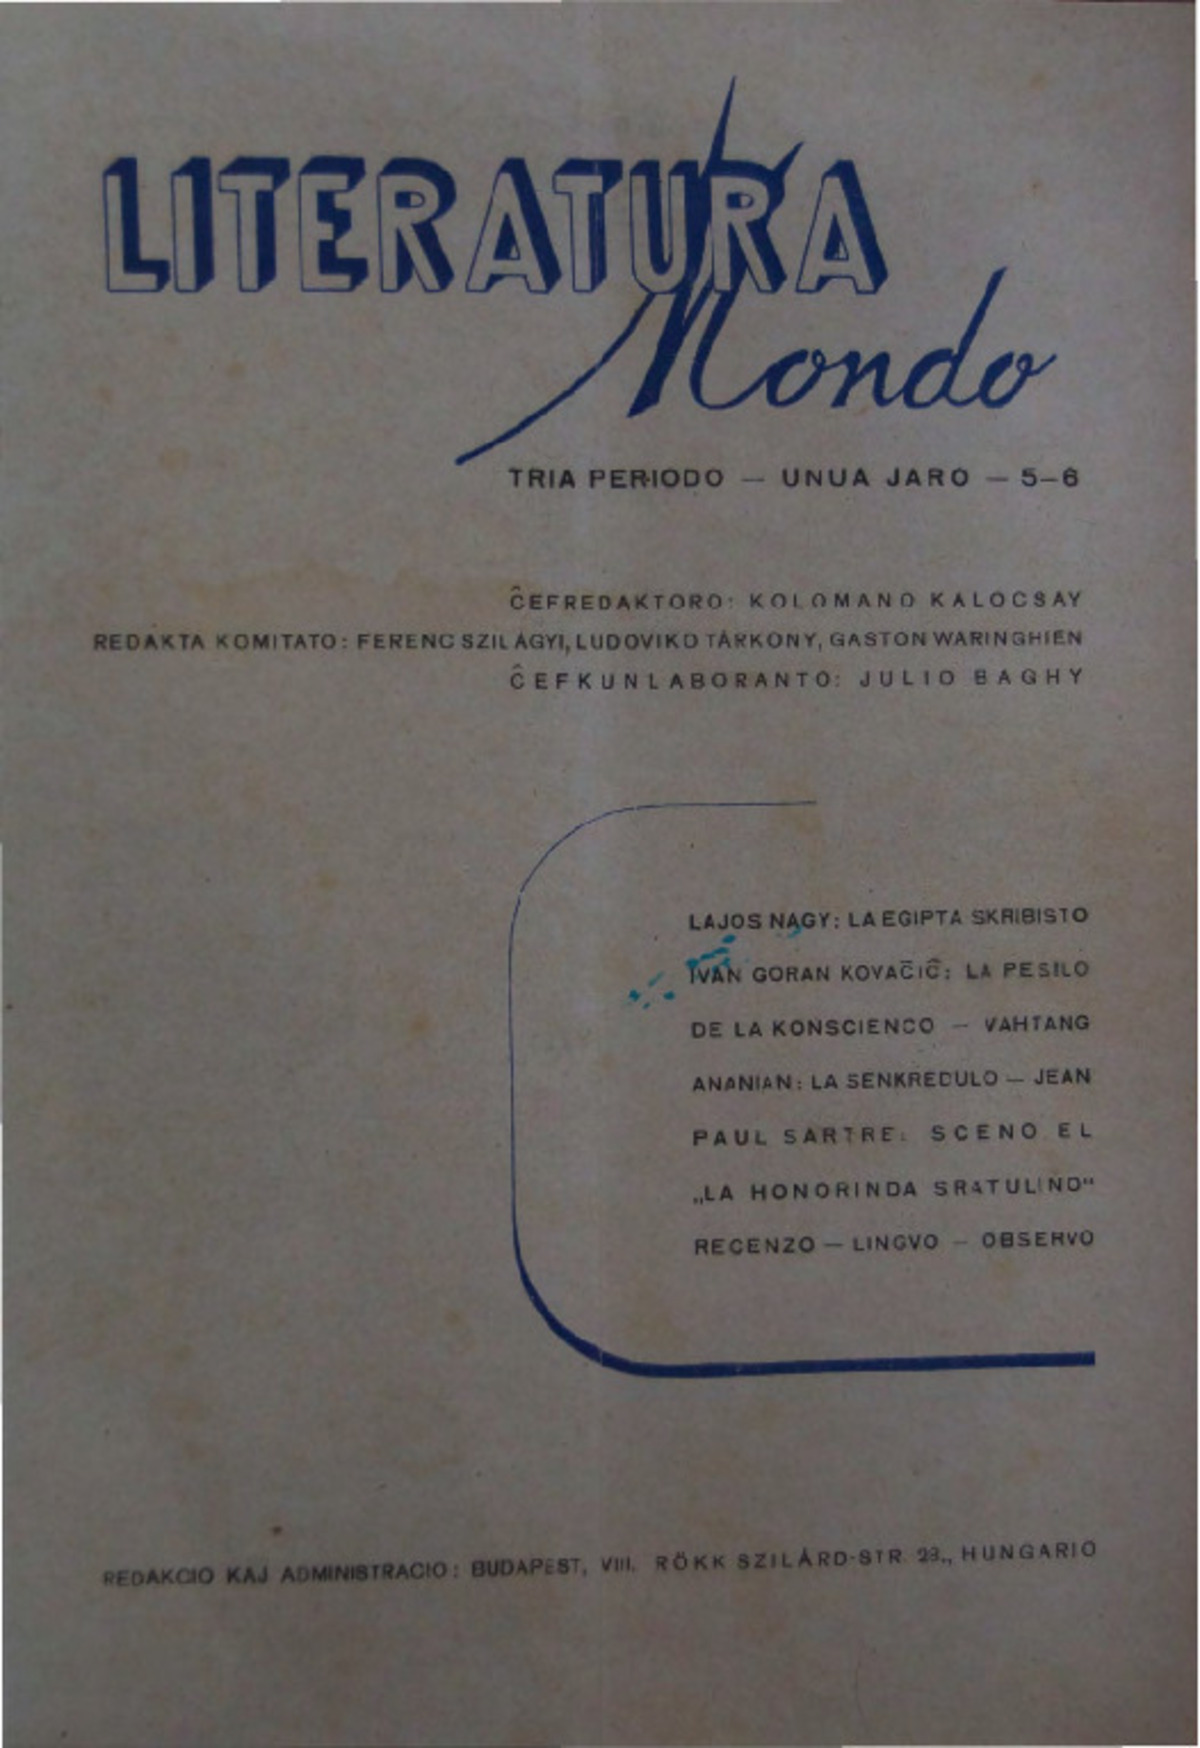 LITERATURA
Mondo
TRIA PERIODO — UNUA JARO — 5–6
ĈEFREDAKTORO: KOLOMANO KALOCSAY
REDAKTA KOMITATO: FERENC SZILÁGYI, LUDOVIKO TÁRKONY, GASTON WARINGHIEN
ĈEFKUNLABORANTO: JULIO BAGHY
LAJOS NAGY: LA EGIPTA SKRIBISTO
IVAN GORAN KOVAČIĈ: LA PESILO
DE LA KONSCIENCO — VAHTANG
ANANIAN: LA SENKREDULO — JEAN
PAUL SARTRE: SCENO EL
„LA HONORINDA SRATULINO“
RECENZO — LINGVO — OBSERVO
REDAKCIO KAJ ADMINISTRACIO: BUDAPEST, VIII. RÖKK SZILÁRD-STR. 23., HUNGARIO